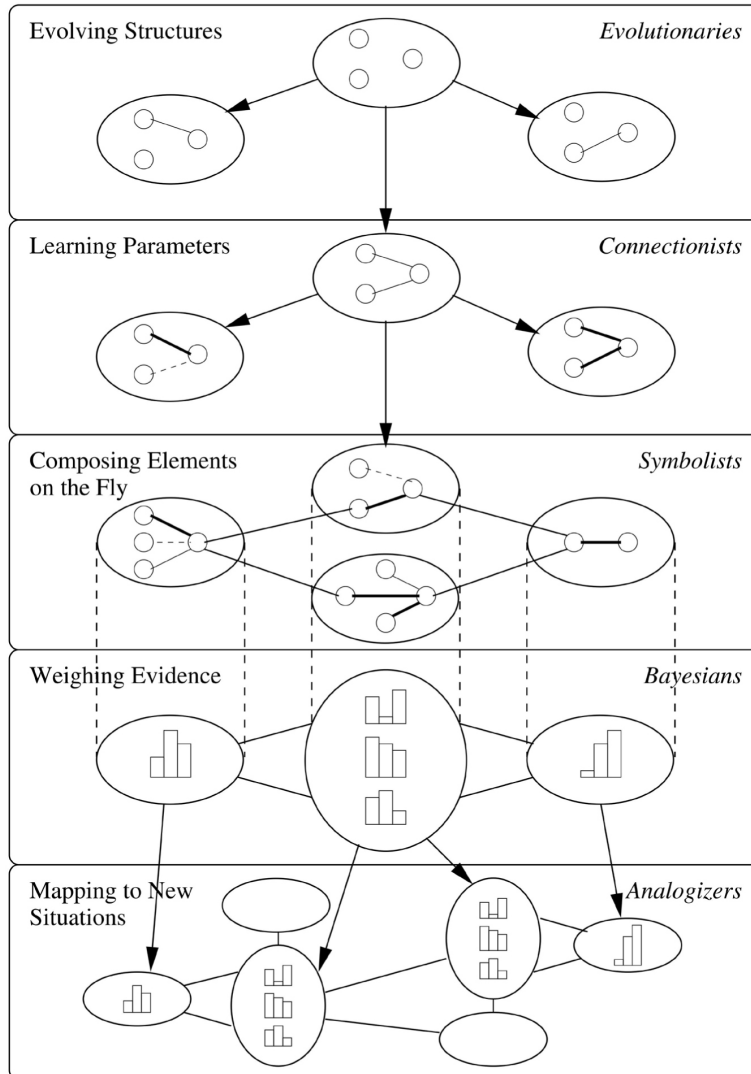 Evolving Structures
Evolutionaries
Learning Parameters
Connectionists
Composing Elements
on the Fly
Symbolists
Weighing Evidence
Bayesians
Mapping to New
Situations
Analogizers